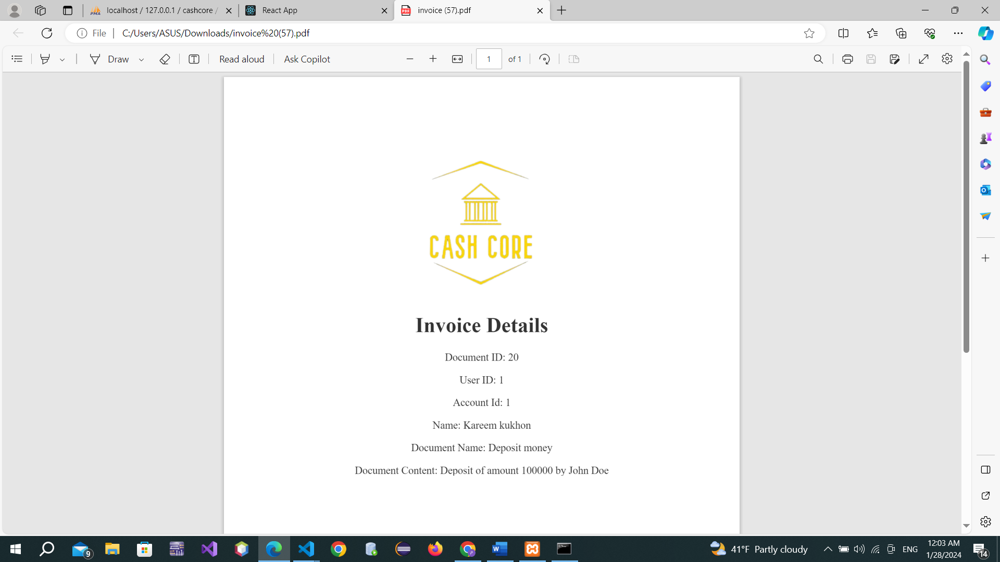 localhost / 127.0.0.1 / cashcore /
React App
invoice (57).pdf
File
C:/Users/ASUS/Downloads/invoice%20(57).pdf
Draw
Read aloud
Ask Copilot
1
of 1
CASH CORE
Invoice Details
Document ID: 20
User ID: 1
Account Id: 1
Name: Kareem kukhon
Document Name: Deposit money
Document Content: Deposit of amount 100000 by John Doe
9
41°F Partly cloudy
ENG
12:03 AM
1/28/2024
14